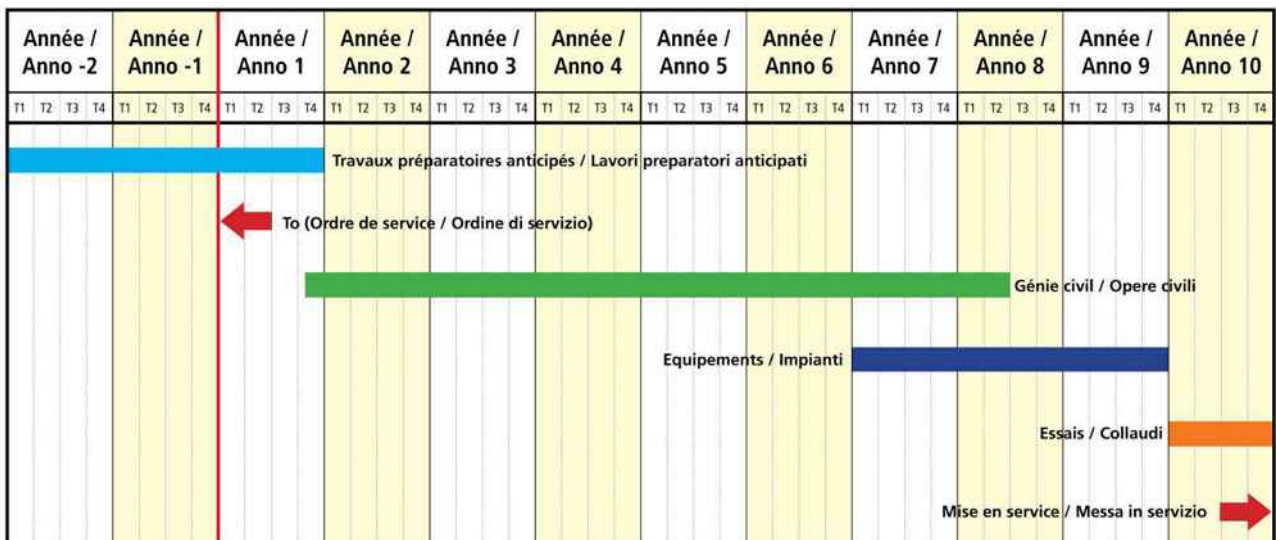 Année / Année / Année / Année / Année / Année / Année / Année / Année / Année / Année / Année /
Anno -2 Anno -1 Anno 1 Anno 2 Anno 3 Anno 4 Anno 5 Anno 6 Anno 7 Anno 8 Anno 9 Anno 10
T1 T2 T3 T4 T1 T2 T3 T4 T1 T2 T3 T4 T1 T2 T3 T4 T1 T2 T3 T4 T1 T2 T3 T4 T1 T2 T3 T4 T1 T2 T3 T4 T1 T2 T3 T4 T1 T2 T3 T4 T1 T2 T3 T4 T1 T2 T3 T4
Travaux préparatoires anticipés / Lavori preparatori anticipati
To (Ordre de service / Ordine di servizio)
Génie civil / Opere civili
Equipements / Impianti
Essais / Collaudi
Mise en service / Messa in servizio